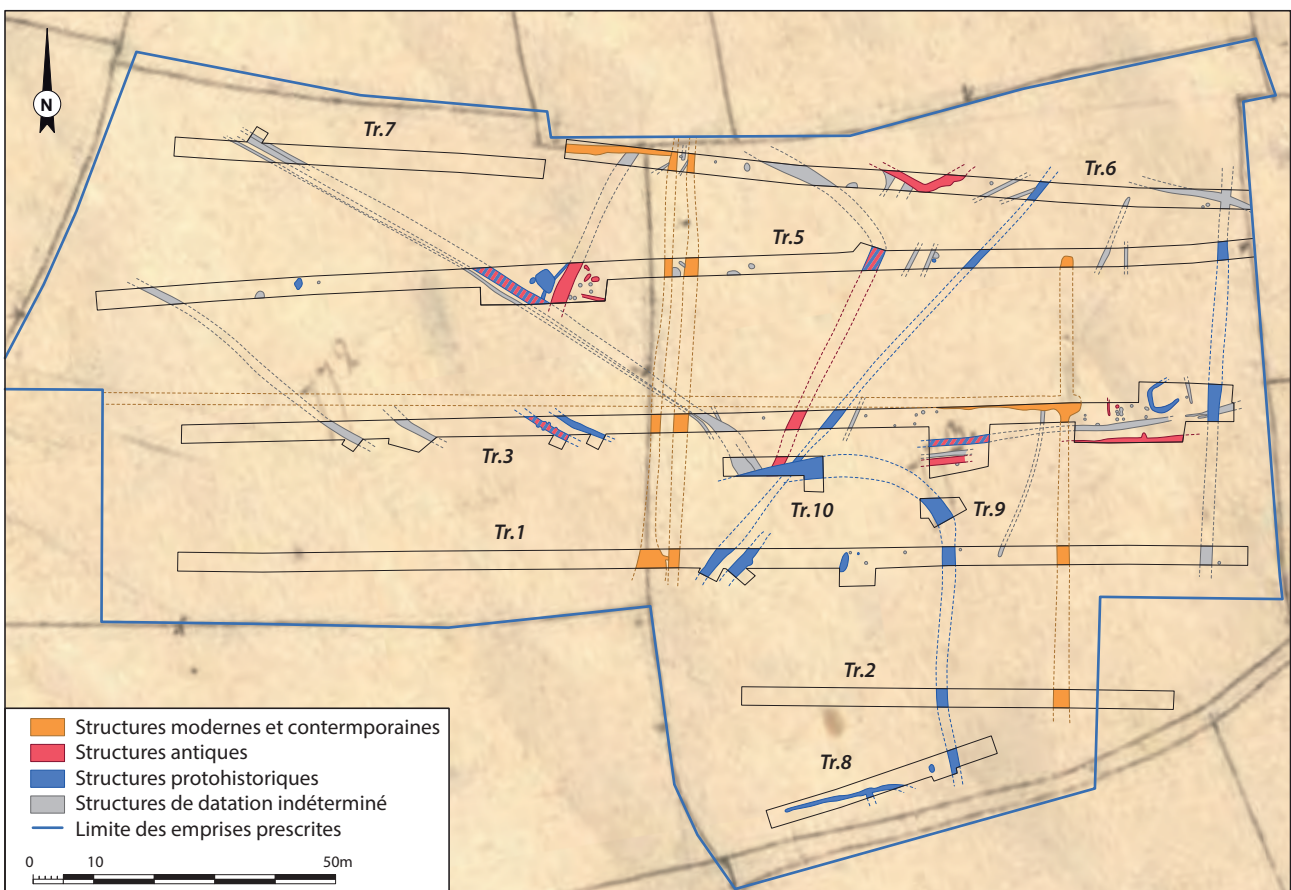 N
Tr.7
Tr.6
Tr.5
772
Tr.3
Tr.10
Tr.9
Tr.1
Tr.2
Tr.8
Structures modernes et contermporaines
Structures antiques
Structures protohistoriques
Structures de datation indéterminé
Limite des emprises prescrites
0 10 50m